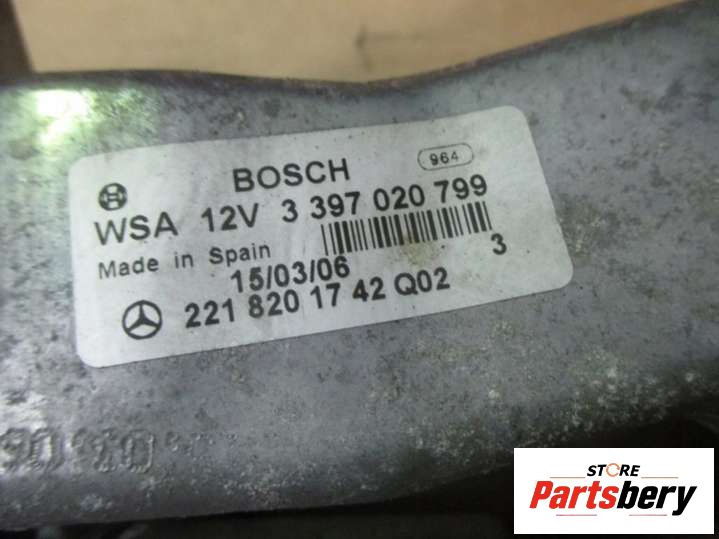 BOSCH
964
WSA 12V 3 397 020 799
Made in Spain
15/03/06
3
221 820 17 42 Q02
STORE
Partsbery